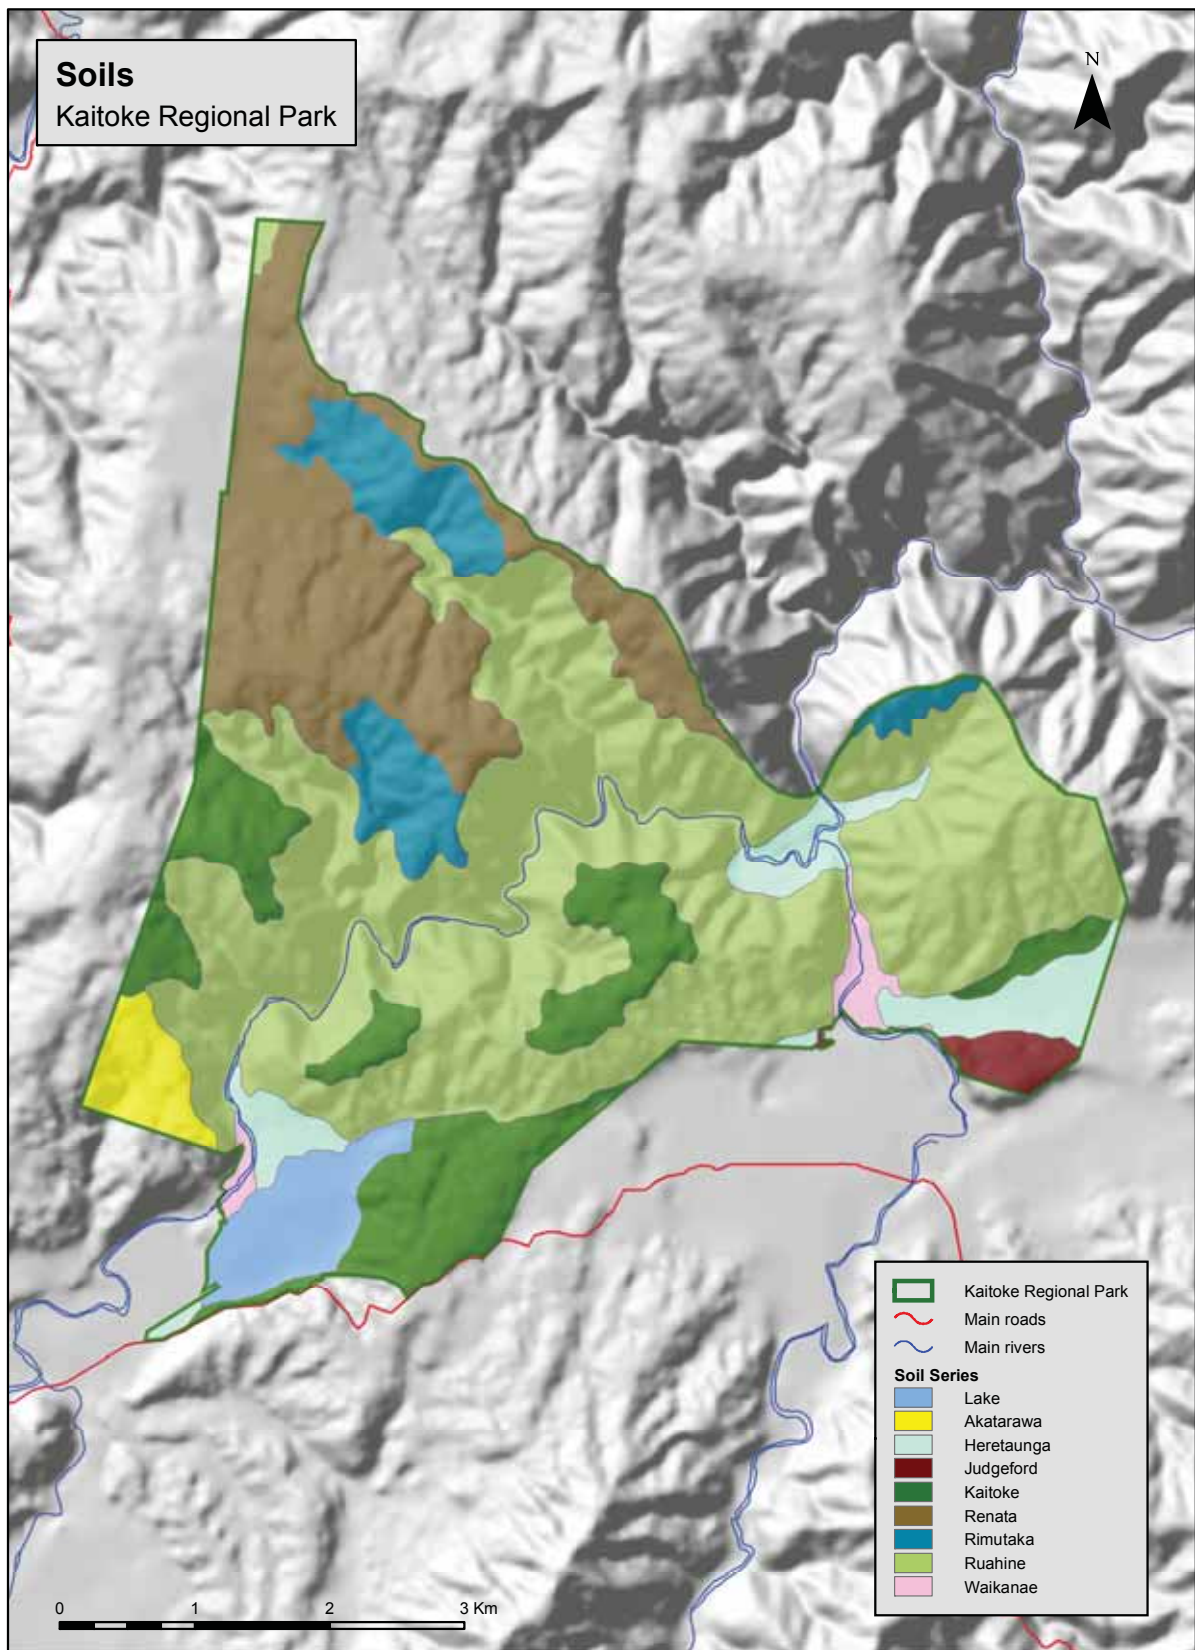 Soils
Kaitoke Regional Park
N
Kaitoke Regional Park
Main roads
Main rivers
Soil Series
Lake
Akatarawa
Heretaunga
Judgeford
Kaitoke
Renata
Rimutaka
Ruahine
Waikanae
0 1 2 3 Km